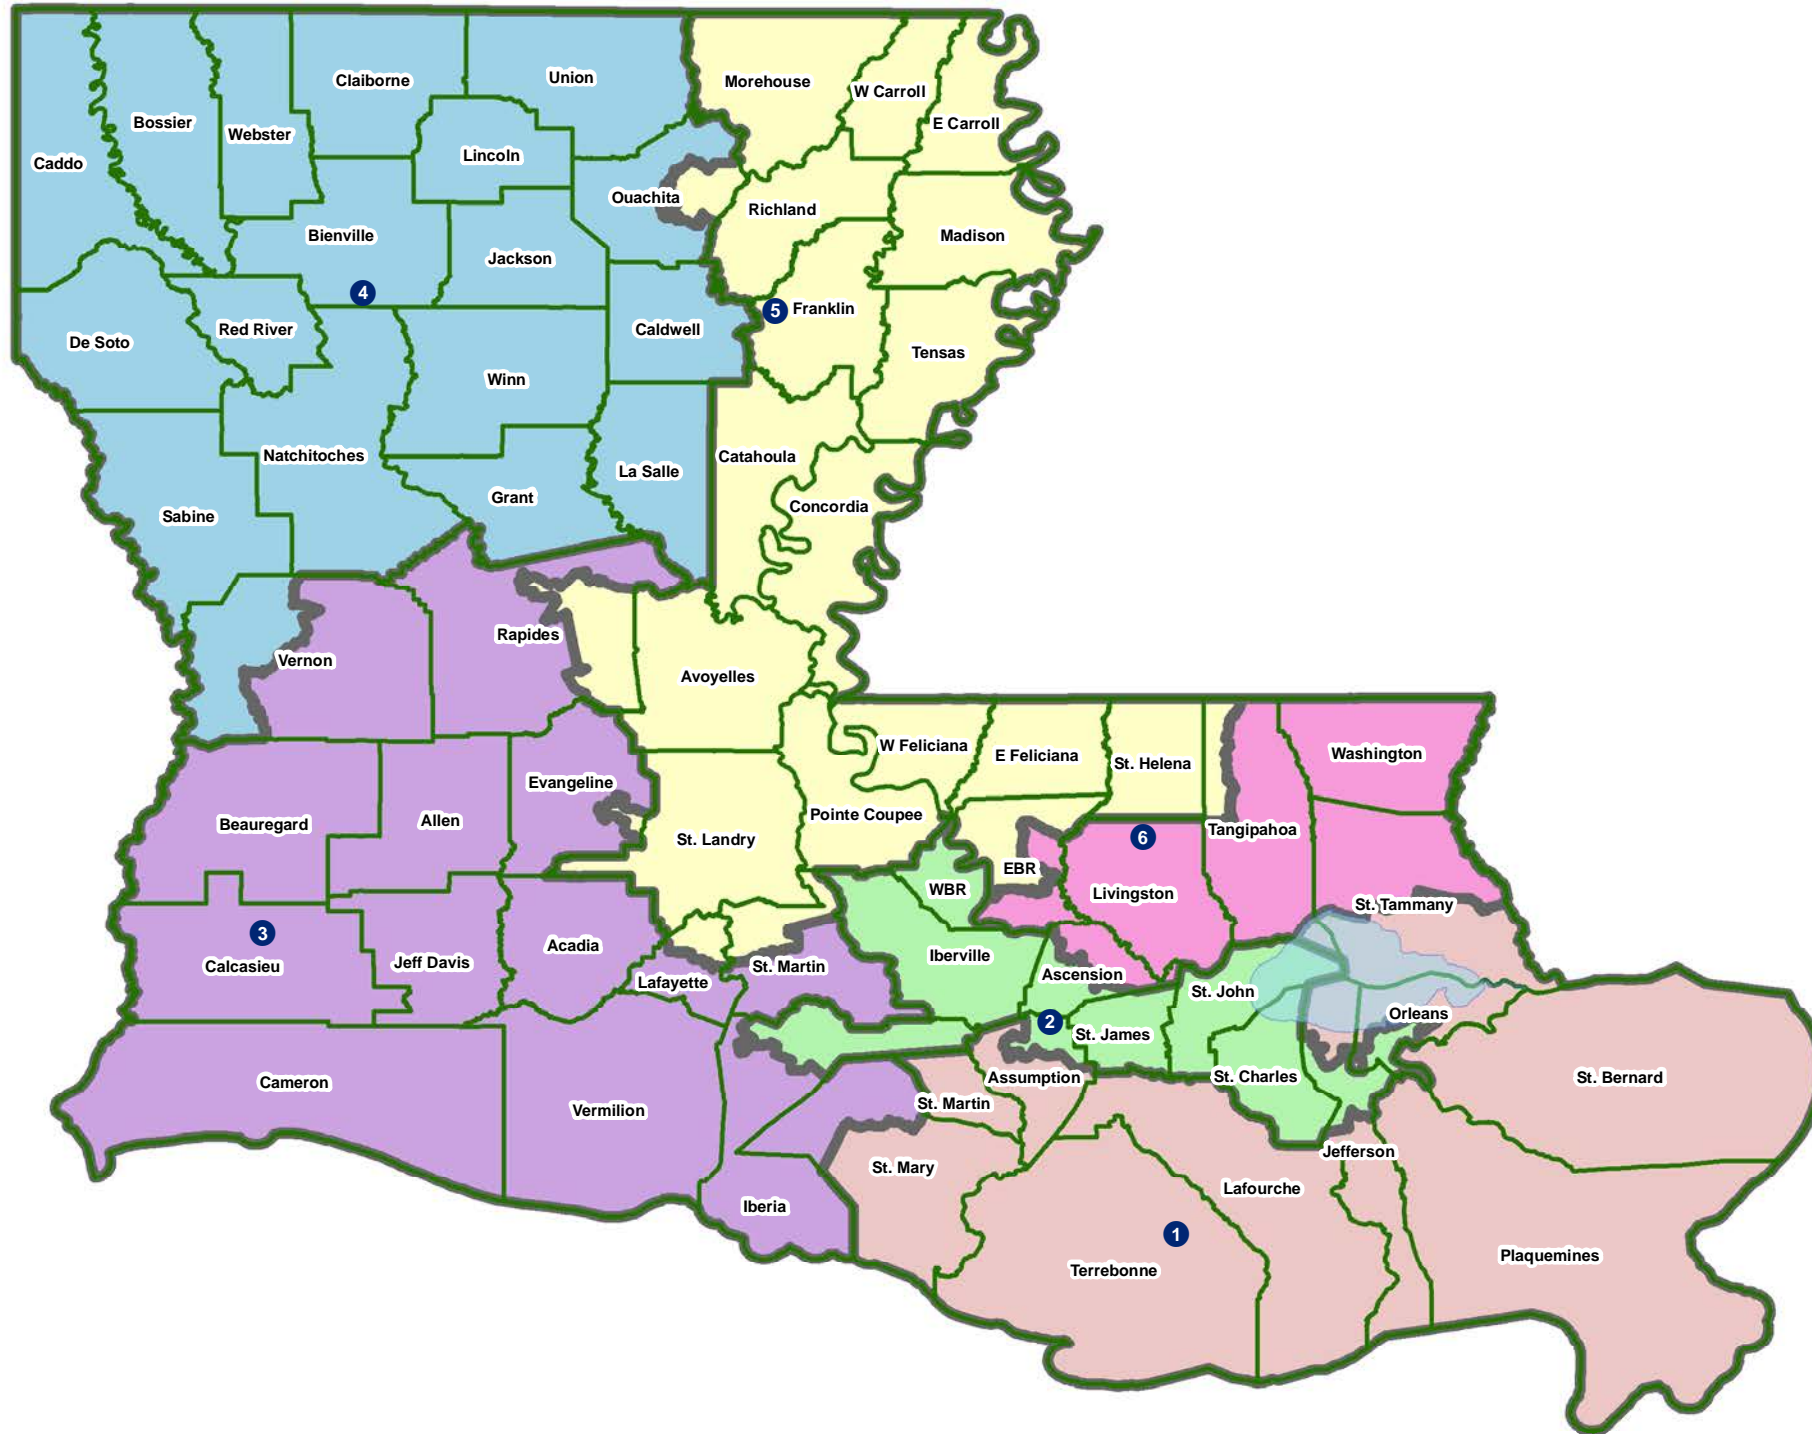 Claiborne
Union
Morehouse
W Carroll
E Carroll
Bossier
Webster
Caddo
Lincoln
Ouachita
Richland
Bienville
Jackson
Madison
4
5
Franklin
Red River
Caldwell
De Soto
Tensas
Winn
Natchitoches
Catahoula
La Salle
Grant
Concordia
Sabine
Rapides
Vernon
Avoyelles
W Feliciana
E Feliciana
St. Helena
Washington
Evangeline
Pointe Coupee
Beauregard
Allen
St. Landry
6
Tangipahoa
EBR
WBR
Livingston
St. Tammany
3
Acadia
Iberville
Calcasieu
Jeff Davis
St. Martin
Ascension
Lafayette
St. John
Orleans
2
St. James
Cameron
Assumption
St. Charles
St. Bernard
Vermilion
St. Martin
Jefferson
St. Mary
Lafourche
Iberia
1
Terrebonne
Plaquemines